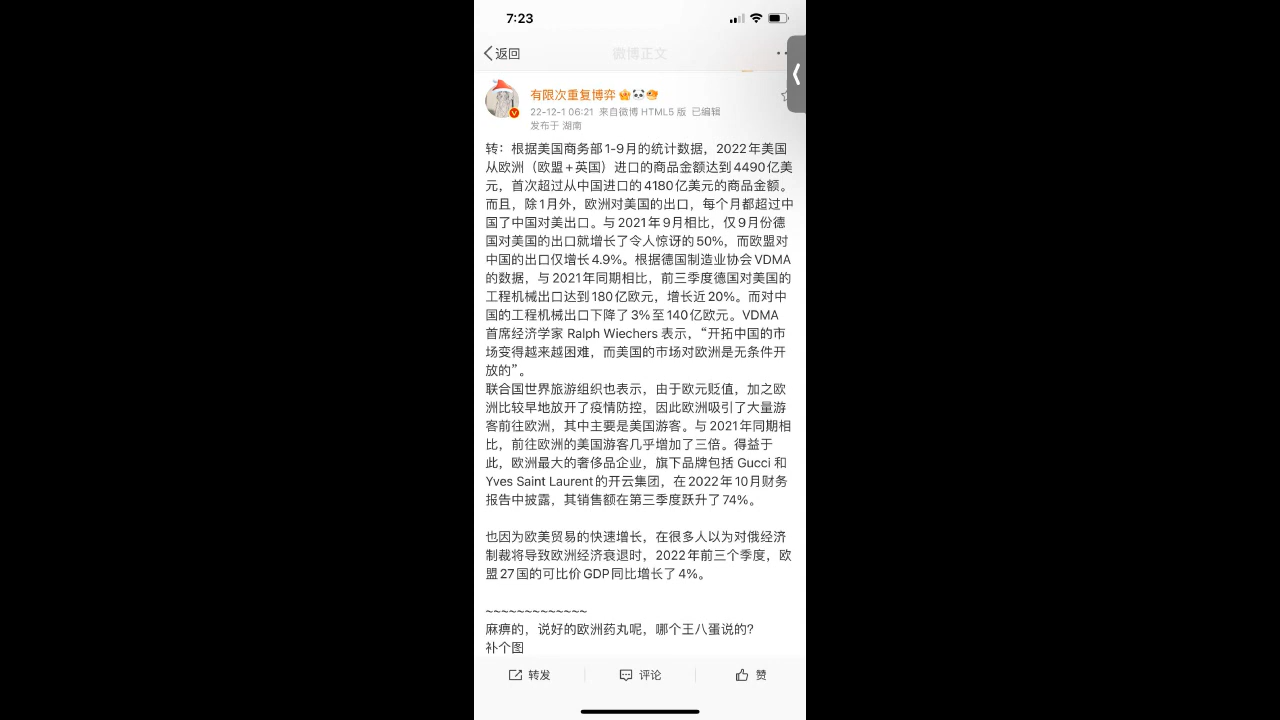 7:23
返回
微博正文
有限次重复博弈
22-12-1 06:21 来自微博 HTML5 版 已编辑
发布于 湖南
转：根据美国商务部1-9月的统计数据，2022年美国
从欧洲（欧盟+英国）进口的商品金额达到4490亿美
元，首次超过从中国进口的4180亿美元的商品金额。
而且，除1月外，欧洲对美国的出口，每个月都超过中
国了中国对美出口。与2021年9月相比，仅9月份德
国对美国的出口就增长了令人惊讶的50%，而欧盟对
中国的出口仅增长4.9%。根据德国制造业协会VDMA
的数据，与2021年同期相比，前三季度德国对美国的
工程机械出口达到180亿欧元，增长近20%。而对中
国的工程机械出口下降了3%至140亿欧元。VDMA
首席经济学家 Ralph Wiechers 表示，“开拓中国的市
场变得越来越困难，而美国的市场对欧洲是无条件开
放的”。
联合国世界旅游组织也表示，由于欧元贬值，加之欧
洲比较早地放开了疫情防控，因此欧洲吸引了大量游
客前往欧洲，其中主要是美国游客。与2021年同期相
比，前往欧洲的美国游客几乎增加了三倍。得益于
此，欧洲最大的奢侈品企业，旗下品牌包括 Gucci 和
Yves Saint Laurent的开云集团，在2022年10月财务
报告中披露，其销售额在第三季度跃升了74%。
也因为欧美贸易的快速增长，在很多人以为对俄经济
制裁将导致欧洲经济衰退时，2022年前三个季度，欧
盟27国的可比价GDP同比增长了4%。
~~~~~~~~~~~~~
麻痹的，说好的欧洲药丸呢，哪个王八蛋说的?
补个图
转发
评论
赞